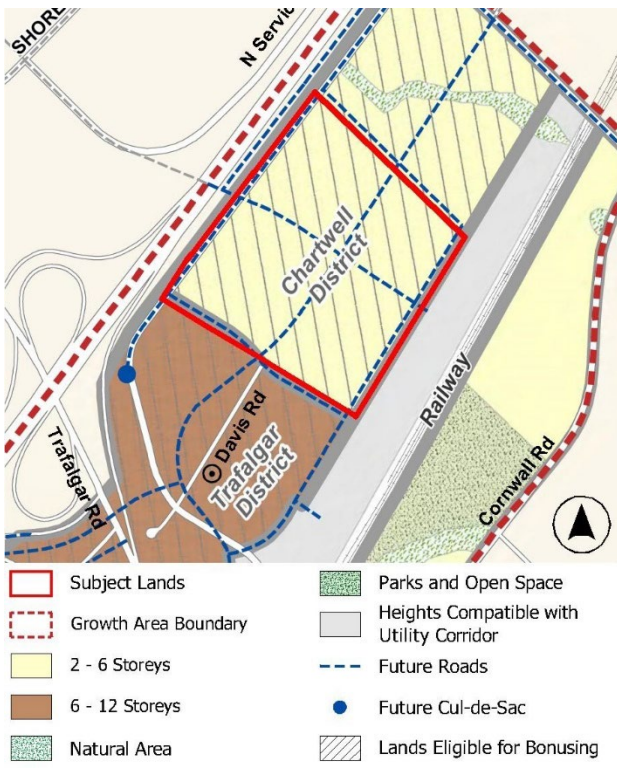 SHORE
N Servic
Chartwell
District
Railway
Davis Rd
Trafalgar
District
Trafalgar Rd
Cornwall Rd
Subject Lands
Growth Area Boundary
2 - 6 Storeys
6 - 12 Storeys
Natural Area
Parks and Open Space
Heights Compatible with
Utility Corridor
Future Roads
Future Cul-de-Sac
Lands Eligible for Bonusing